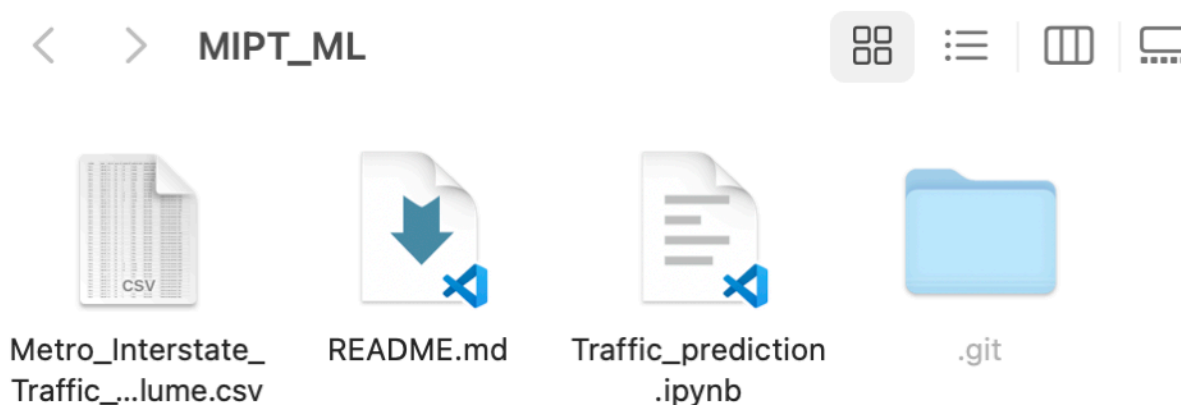 MIPT_ML
CSV
Metro_Interstate_
Traffic_...lume.csv
README.md
Traffic_prediction
.ipynb
.git